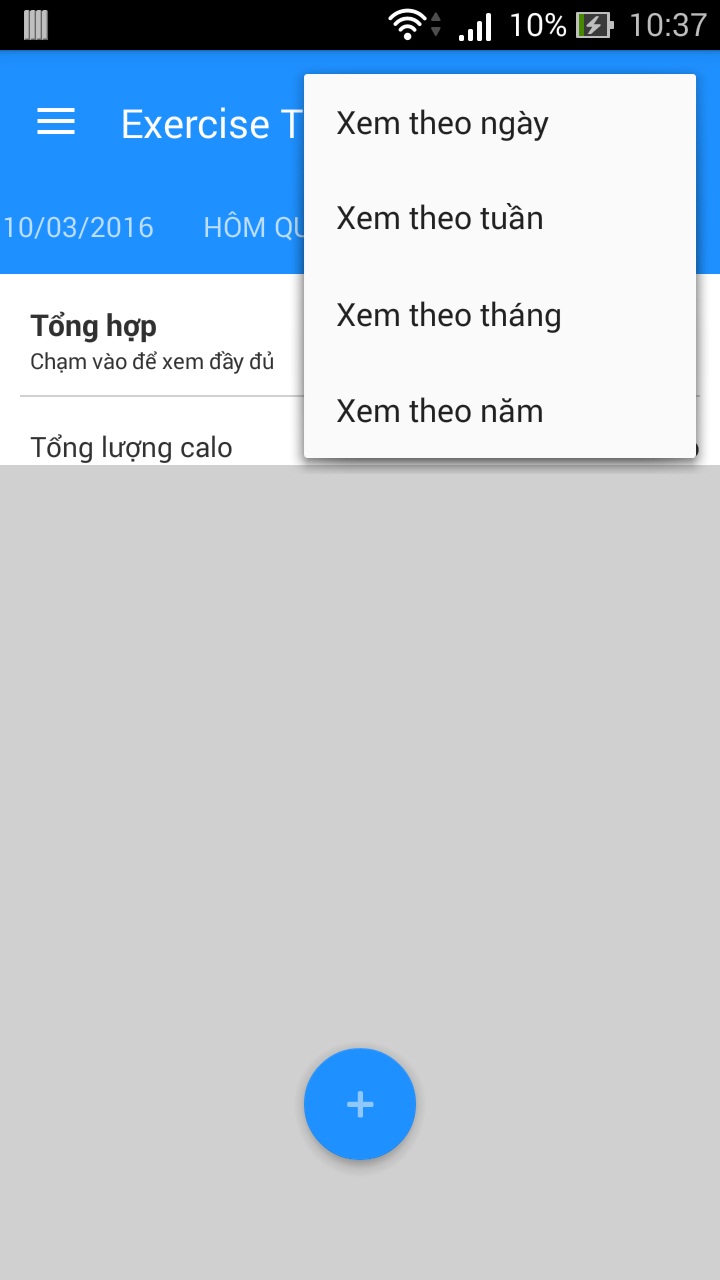 10% 10:37
Exercise T
Xem theo ngày
10/03/2016 HÔM QU
Xem theo tuần
Tổng hợp
Xem theo tháng
Chạm vào để xem đầy đủ
Xem theo năm
Tổng lượng calo